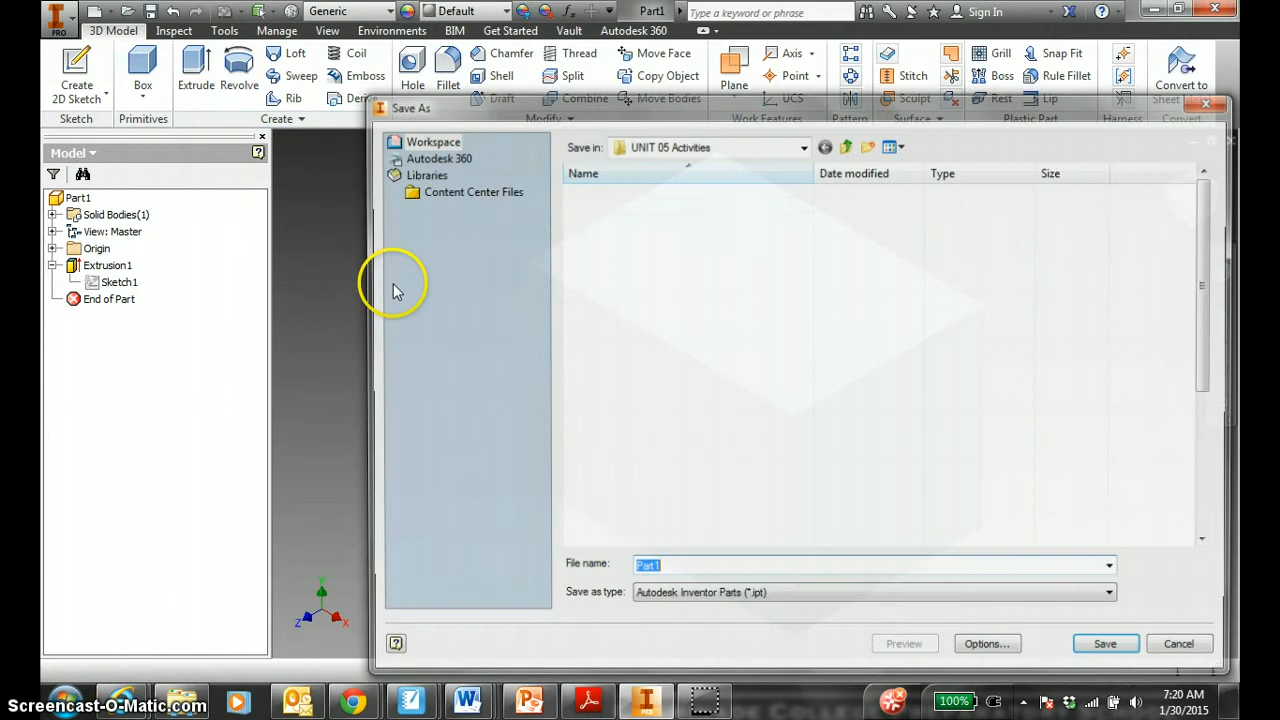 Generic
Default
Part1
Type a keyword or phrase
Sign In
PRO
3D Model
Inspect
Tools
Manage
View
Environments
BIM
Get Started
Vault
Autodesk 360
Create
2D Sketch
Box
Extrude
Revolve
Loft
Sweep
Rib
Coil
Emboss
Hole
Fillet
Chamfer
Shell
Draft
Thread
Split
Combine
Move Face
Copy Object
Move Bodies
Plane
Axis
Point
UCS
Stitch
Sculpt
Grill
Boss
Rest
Snap Fit
Rule Fillet
Lip
Convert to
Sketch
Primitives
Create
Modify
Work Features
Pattern
Surface
Plastic Part
Harness
Convert
Model
Part1
Solid Bodies(1)
View: Master
Origin
Extrusion1
Sketch1
End of Part
Save As
Workspace
Autodesk 360
Libraries
Content Center Files
Save in:
UNIT 05 Activities
Name
Date modified
Type
Size
File name:
Part1
Save as type:
Autodesk Inventor Parts (*.ipt)
Preview
Options...
Save
Cancel
Y
Z
X
1
1
100%
7:20 AM
1/30/2015
Screencast-O-Matic.com